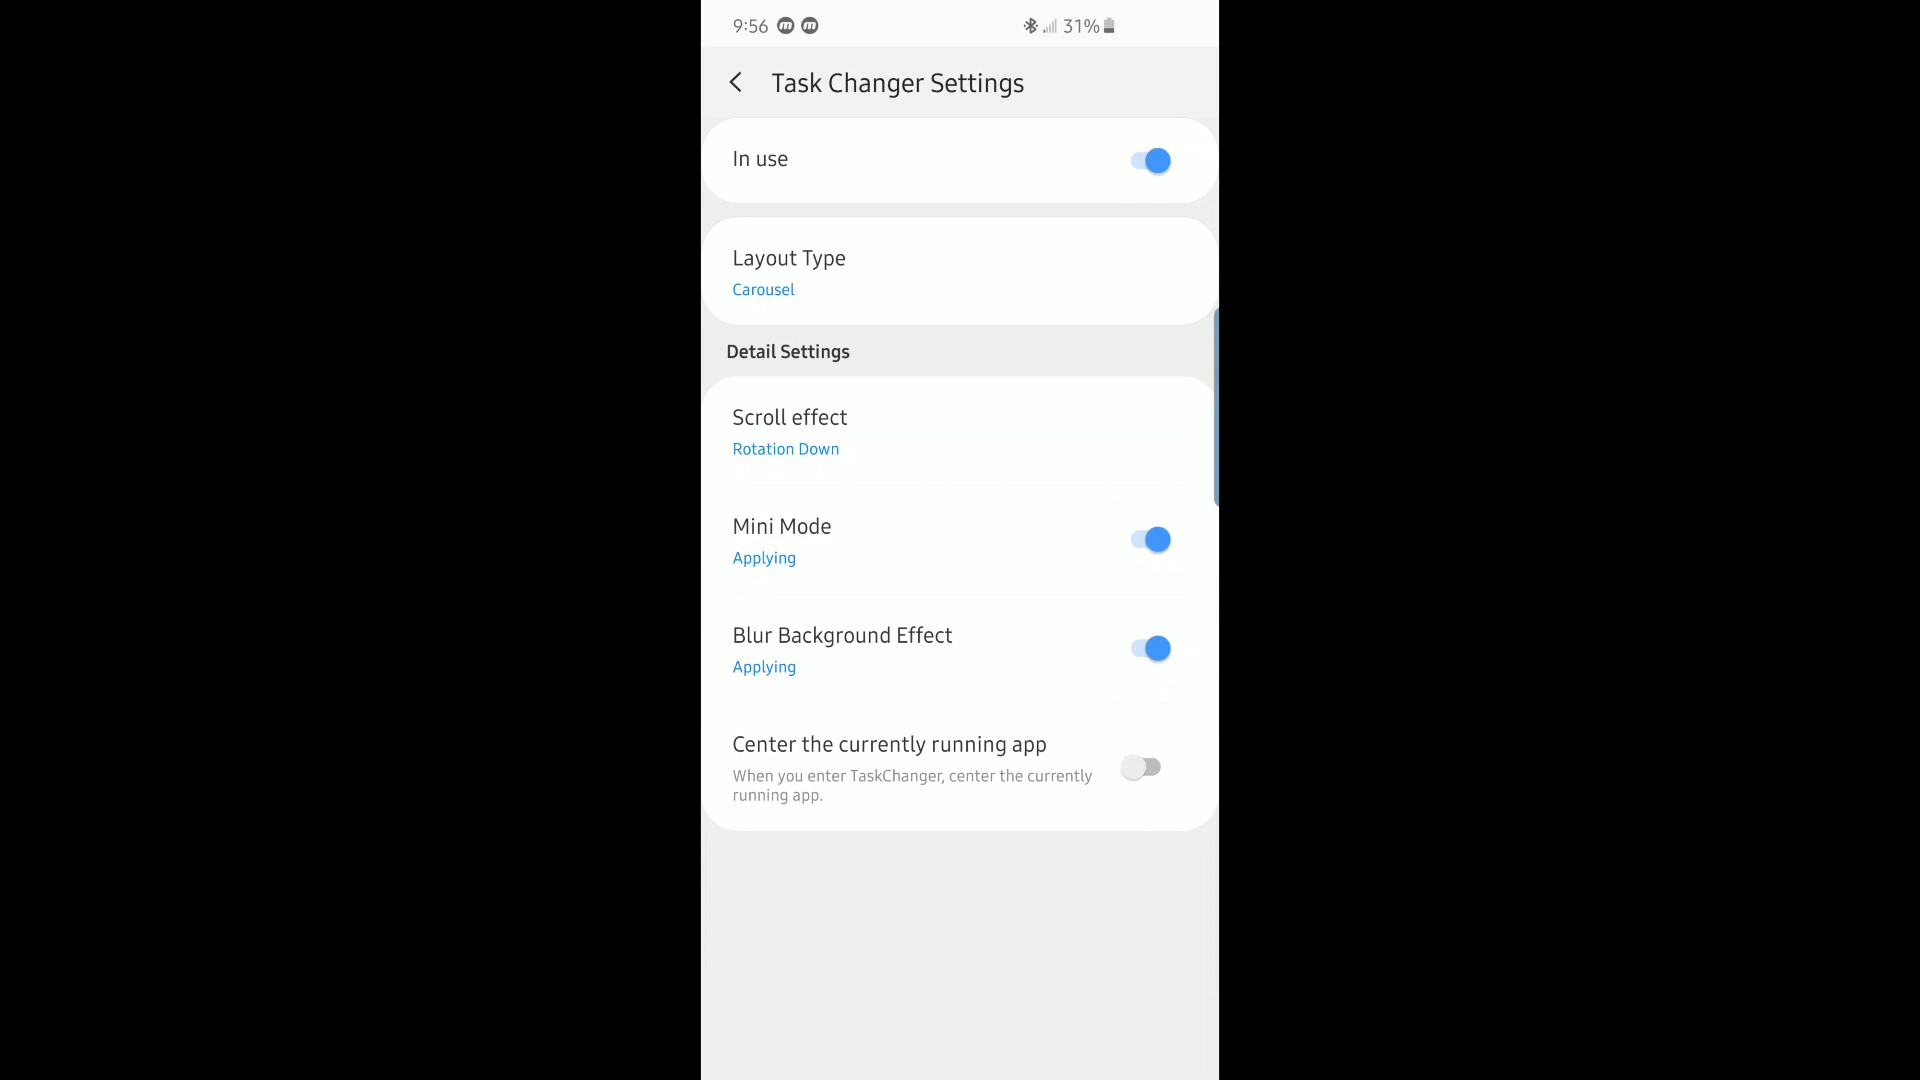 9:56 31%
Task Changer Settings
In use
Layout Type
Carousel
Detail Settings
Scroll effect
Rotation Down
Mini Mode
Applying
Blur Background Effect
Applying
Center the currently running app
When you enter TaskChanger, center the currently
running app.